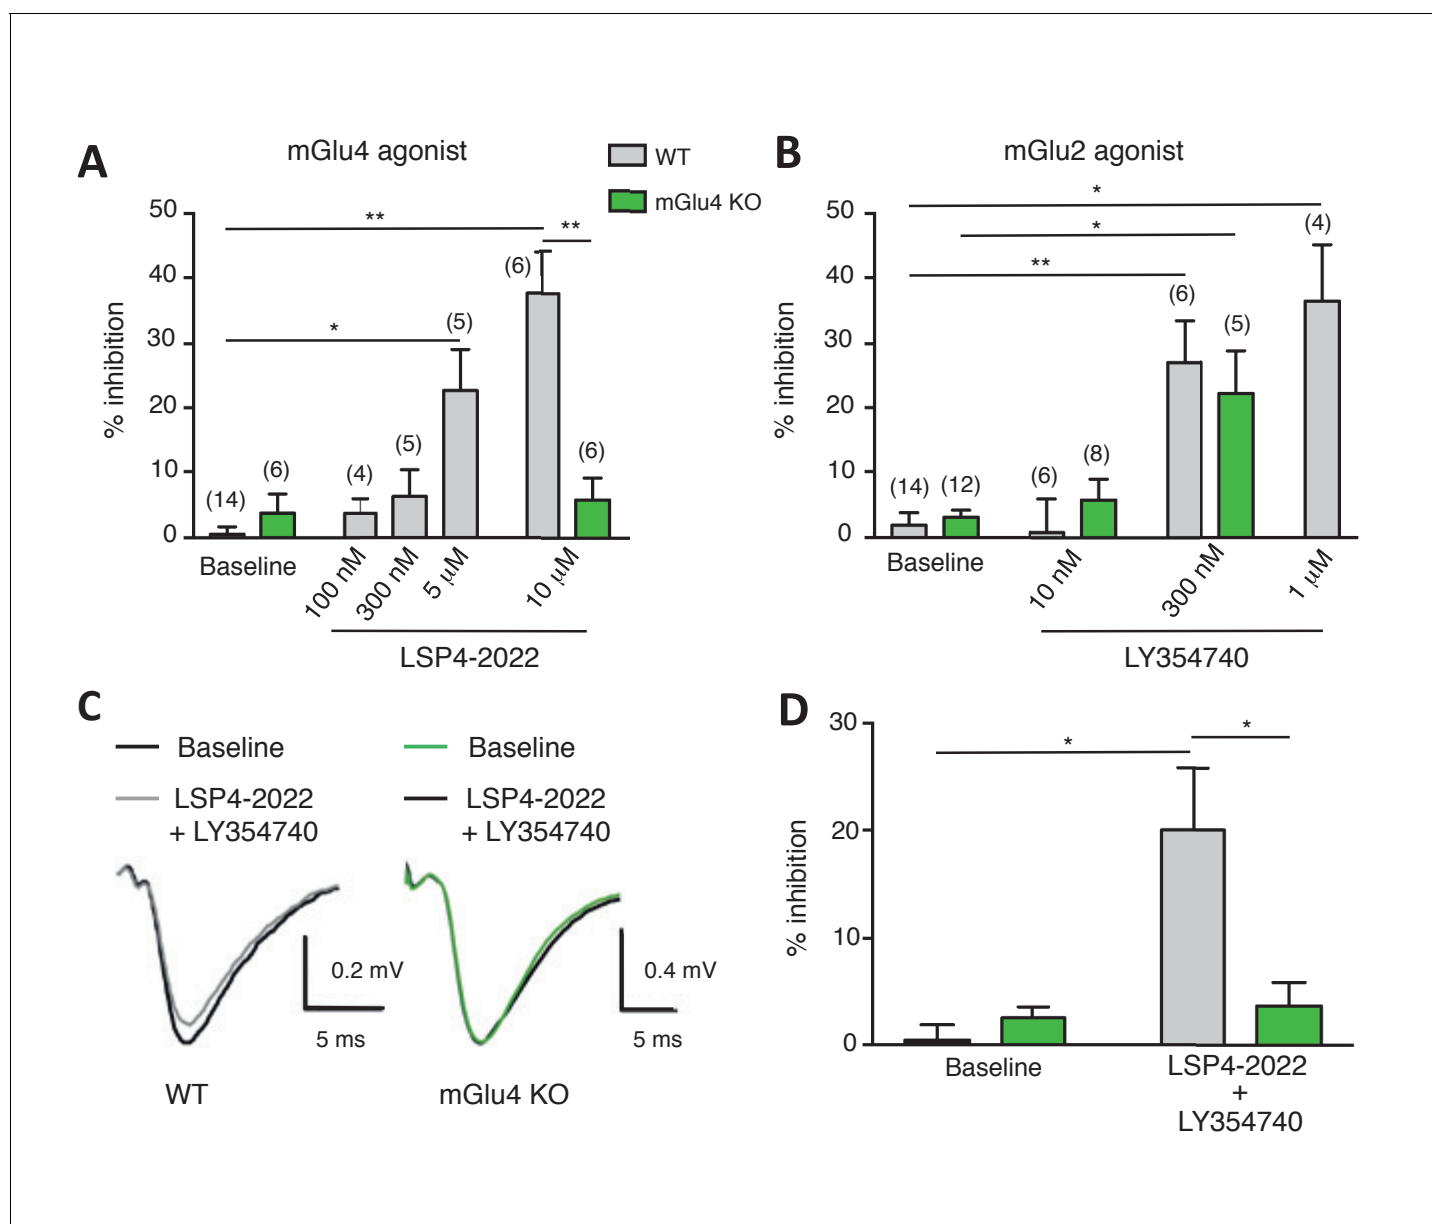 A
mGlu4 agonist
WT
mGlu4 KO
50
40
30
20
10
0
% inhibition
**
**
*
(14)
(6)
(4)
(5)
(5)
(6)
(6)
Baseline
100 nM
300 nM
5 μM
10 μM
LSP4-2022
B
mGlu2 agonist
50
40
30
20
10
0
% inhibition
*
*
**
(14)
(12)
(6)
(8)
(6)
(5)
(4)
Baseline
10 nM
300 nM
1 μM
LY354740
C
Baseline
LSP4-2022
+ LY354740
Baseline
LSP4-2022
+ LY354740
0.2 mV
5 ms
0.4 mV
5 ms
WT
mGlu4 KO
D
30
20
10
0
% inhibition
*
*
Baseline
LSP4-2022
+
LY354740